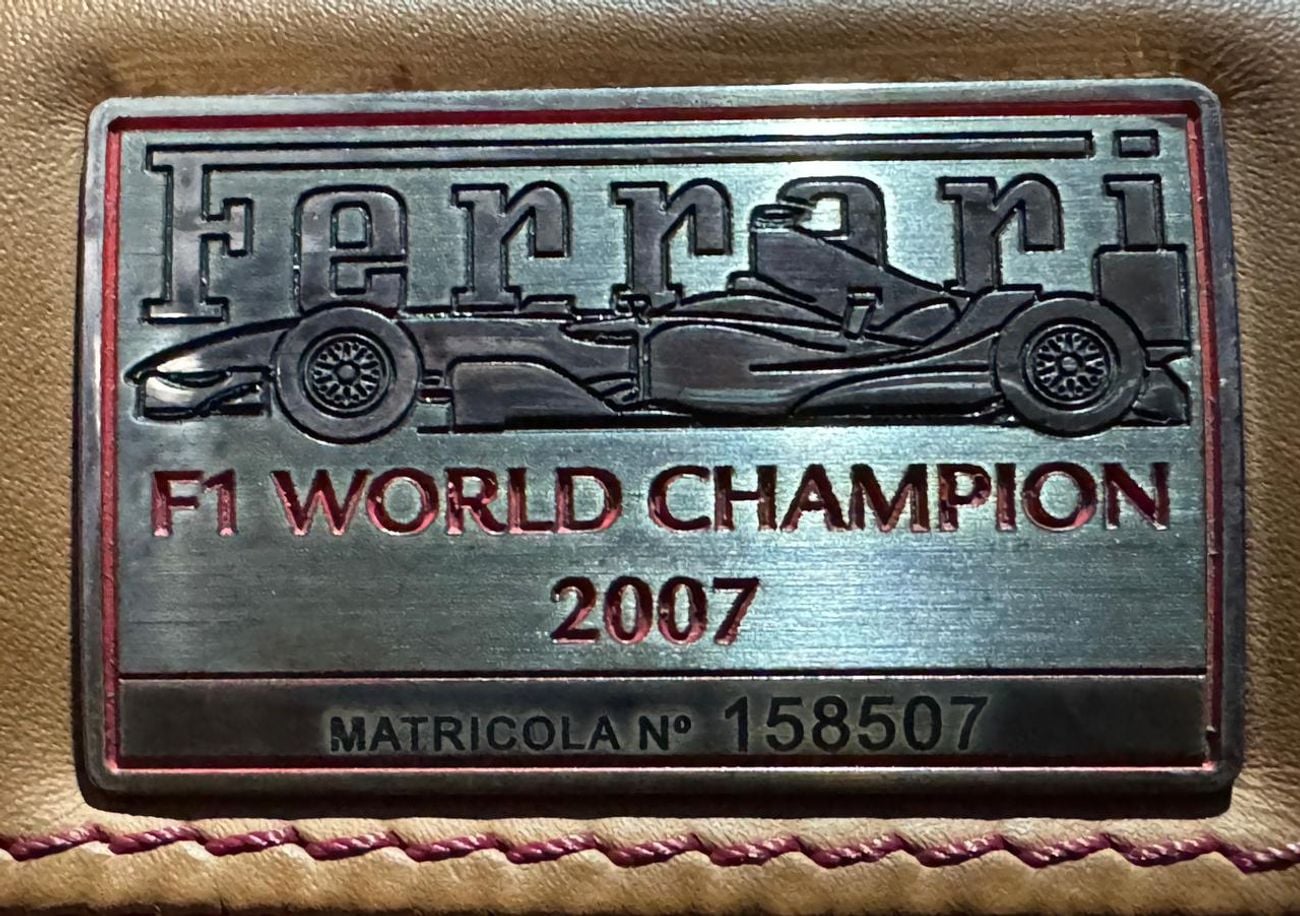 Ferrari
F1 WORLD CHAMPION
2007
MATRICOLA Nº 158507